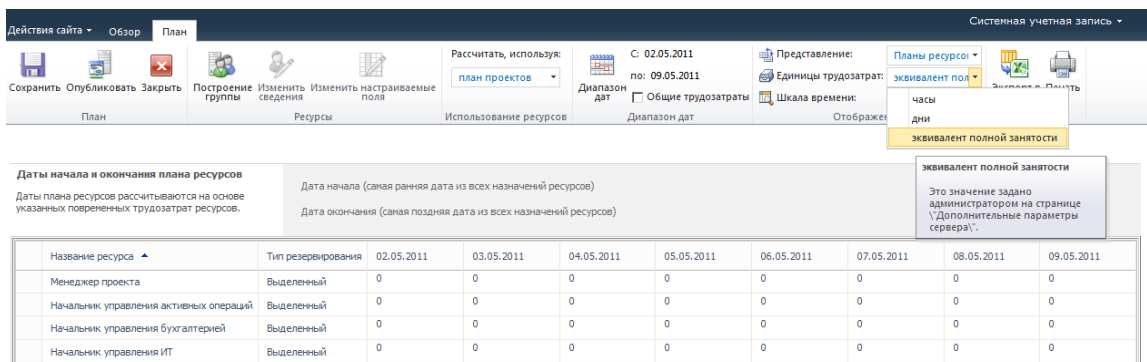 Системная учетная запись
Действия сайта Обзор План
Сохранить Опубликовать Закрыть
План
Построение группы
Изменить сведения
Изменить настраиваемые поля
Ресурсы
Рассчитать, используя:
план проектов
Использование ресурсов
Диапазон дат
С: 02.05.2011
по: 09.05.2011
Общие трудозатраты
Диапазон дат
Представление: Планы ресурсо
Единицы трудозатрат: эквивалент пол
Шкала времени:
Отображен
Экспорт в Печать
часы
дни
эквивалент полной занятости
эквивалент полной занятости
Это значение задано
администратором на странице
\"Дополнительные параметры
сервера\".
Даты начала и окончания плана ресурсов
Даты плана ресурсов рассчитываются на основе
указанных повременных трудозатрат ресурсов.
Дата начала (самая ранняя дата из всех назначений ресурсов)
Дата окончания (самая поздняя дата из всех назначений ресурсов)
Название ресурса Тип резервирования 02.05.2011 03.05.2011 04.05.2011 05.05.2011 06.05.2011 07.05.2011 08.05.2011 09.05.2011
Менеджер проекта Выделенный 0 0 0 0 0 0 0 0
Начальник управления активных операций Выделенный 0 0 0 0 0 0 0 0
Начальник управления бухгалтерией Выделенный 0 0 0 0 0 0 0 0
Начальник управления ИТ Выделенный 0 0 0 0 0 0 0 0